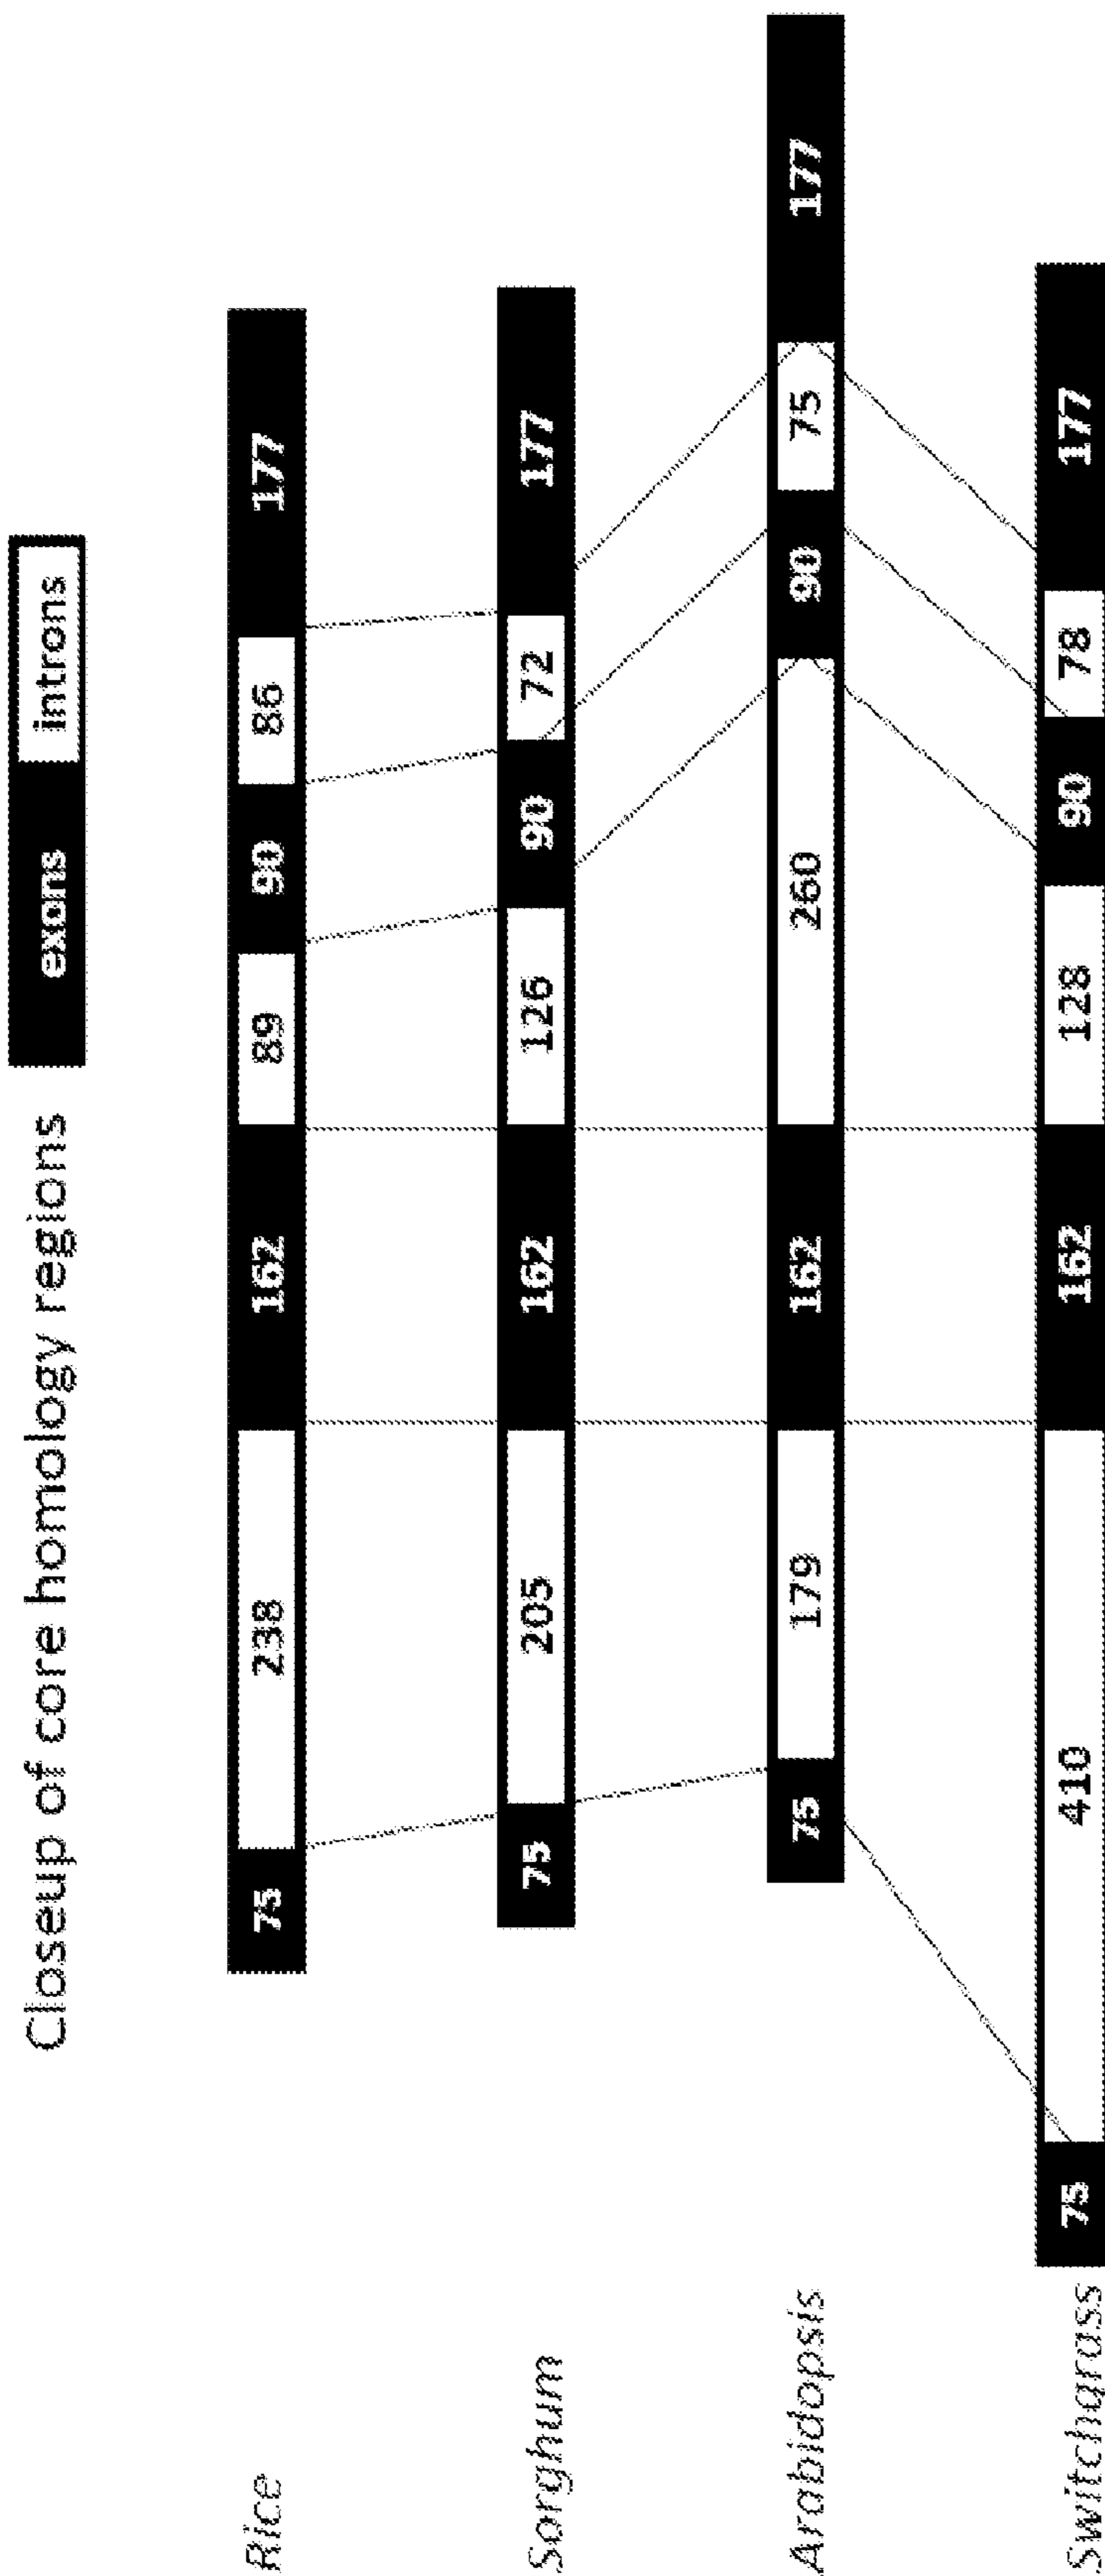 Closeup of core homology regions
exons introns
Rice 75 238 162 89 90 86 177
Sorghum 75 205 162 126 90 72 177
Arabidopsis 75 179 162 260 90 75 177
Switchgrass 75 410 162 128 90 78 177